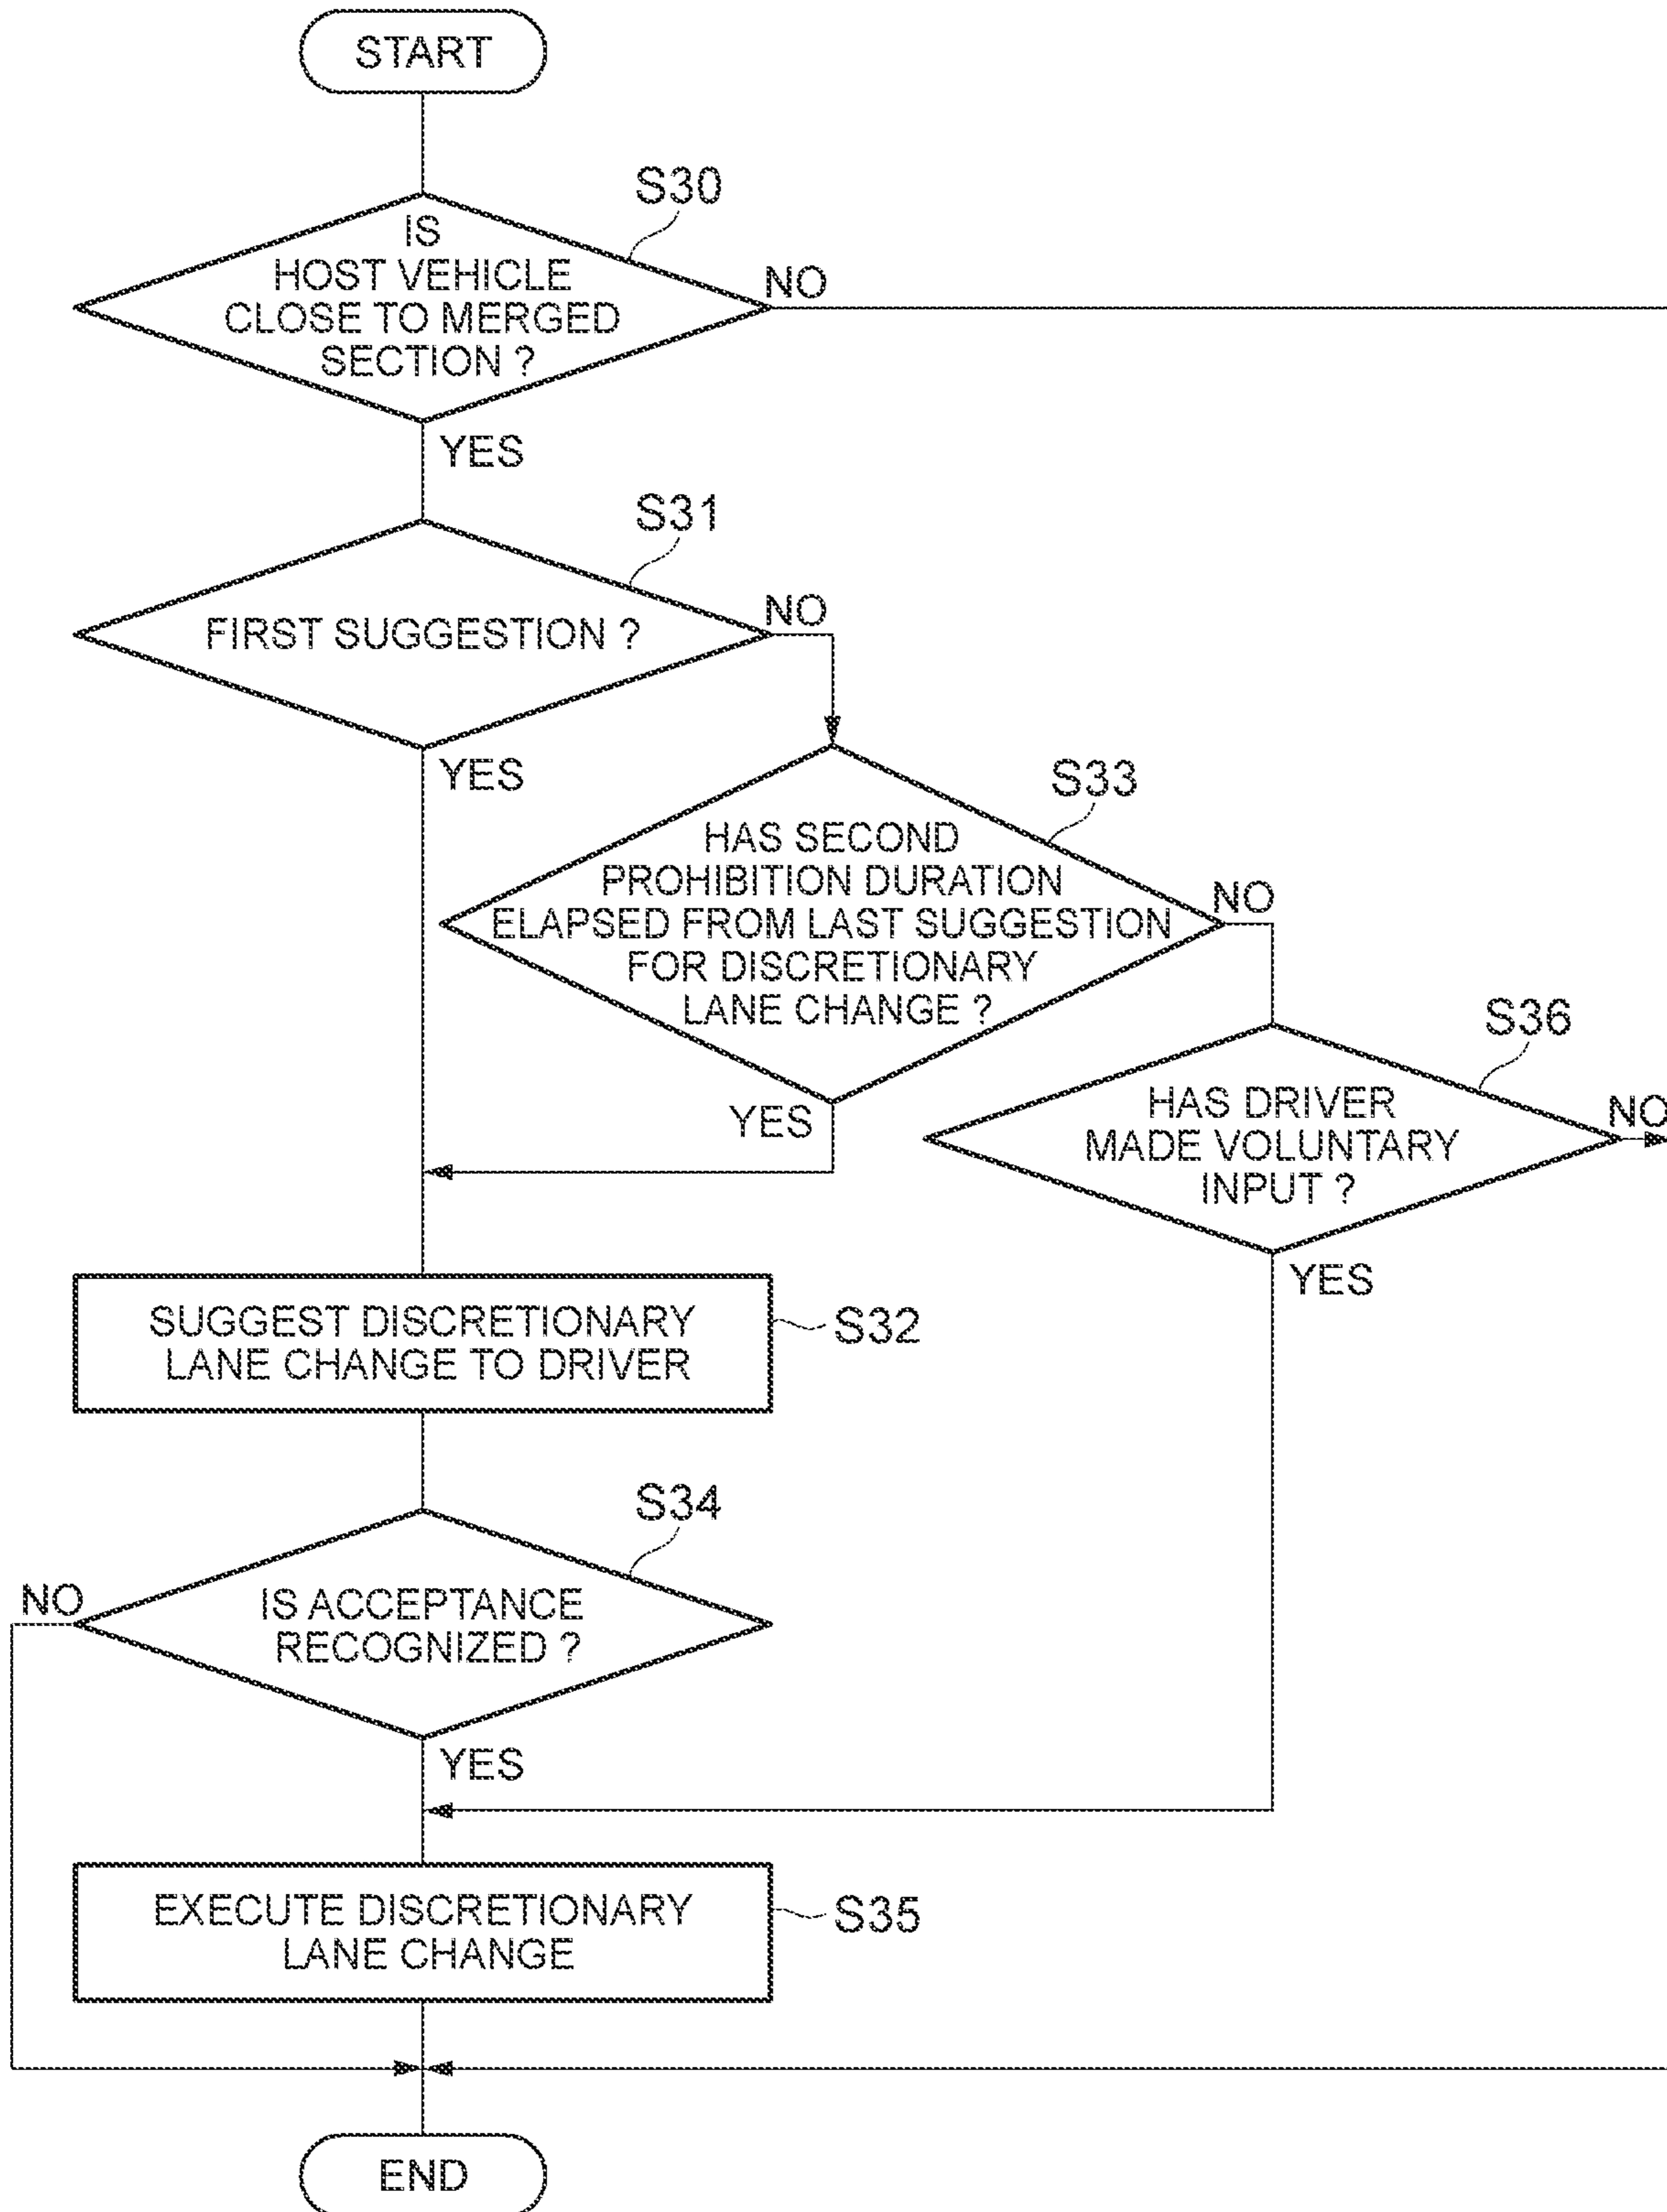 START
S30
IS
HOST VEHICLE
CLOSE TO MERGED
SECTION ?
NO
YES
S31
FIRST SUGGESTION ?
NO
YES
S33
HAS SECOND
PROHIBITION DURATION
ELAPSED FROM LAST SUGGESTION
FOR DISCRETIONARY
LANE CHANGE ?
NO
YES
S36
HAS DRIVER
MADE VOLUNTARY
INPUT ?
NO
YES
SUGGEST DISCRETIONARY
LANE CHANGE TO DRIVER
S32
S34
IS ACCEPTANCE
RECOGNIZED ?
NO
YES
EXECUTE DISCRETIONARY
LANE CHANGE
S35
END